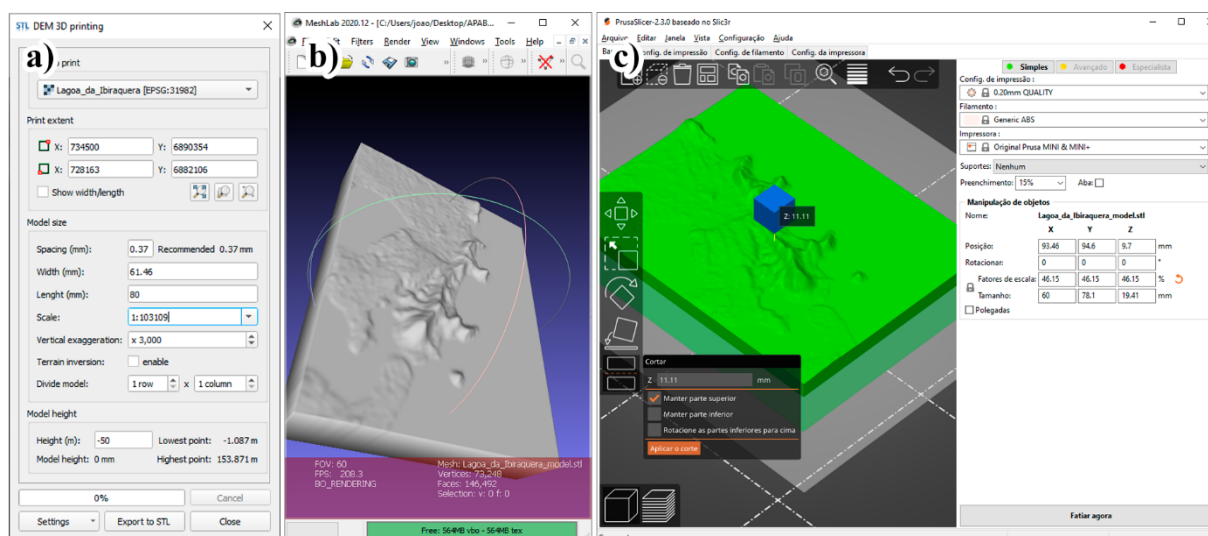 STL DEM 3D printing
a)
print
Lagoa_da_Ibiraquera [EPSG:31982]
Print extent
X: 734500 Y: 6890354
X: 728163 Y: 6882106
Show width/length
Model size
Spacing (mm): 0.37 Recommended 0.37 mm
Width (mm): 61.46
Lenght (mm): 80
Scale: 1:103109
Vertical exaggeration: x 3,000
Terrain inversion: enable
Divide model: 1 row x 1 column
Model height
Height (m): -50 Lowest point: -1.087 m
Model height: 0 mm Highest point: 153.871 m
0% Cancel
Settings Export to STL Close
MeshLab 2020.12 - [C:/Users/joao/Desktop/APAB...
Filters Render View Windows Tools Help
b)
FOV: 60
FPS: 208.3
BO_RENDERING
Mesh: Lagoa_da_Ibiraquera_model.stl
Vertices: 73,248
Faces: 146,492
Selection: v: 0 f: 0
Free: 564MB vbo - 564MB tex
PrusaSlicer-2.3.0 baseado no Slic3r
Arquivo Editar Janela Vista Configuração Ajuda
c)
Config. de impressão Config. de filamento Config. da impressora
Simples Avançado Especialista
Config. de impressão :
0.20mm QUALITY
Filamento :
Generic ABS
Impressora :
Original Prusa MINI & MINI+
Suportes: Nenhum
Preenchimento: 15% Aba:
Manipulação de objetos
Nome: Lagoa_da_Ibiraquera_model.stl
X Y Z
Posição: 93.46 94.6 9.7 mm
Rotacionar: 0 0 0 °
Fatores de escala: 46.15 46.15 46.15 %
Tamanho: 60 78.1 19.41 mm
Polegadas
Z: 11.11
Cortar
Z 11.11 mm
Manter parte superior
Manter parte inferior
Rotacione as partes inferiores para cima
Aplicar o corte
Fatiar agora